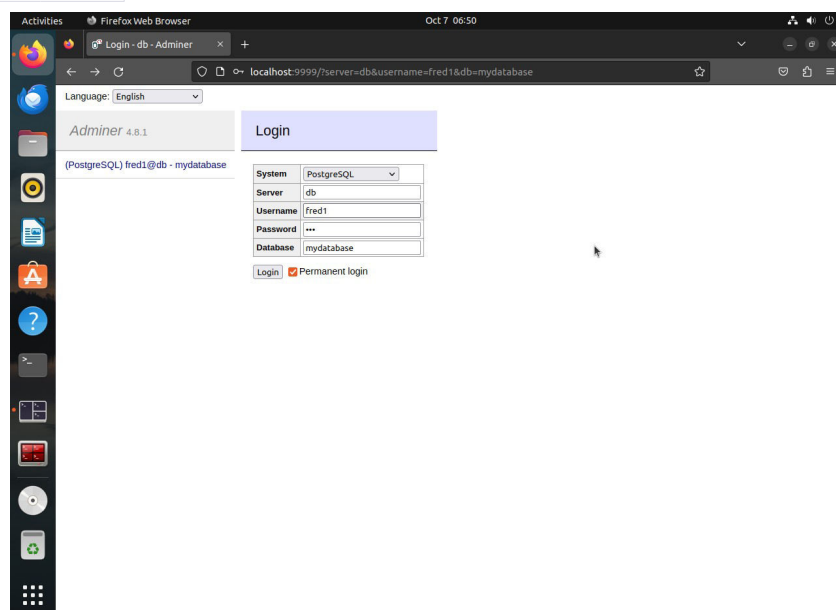 Activities Firefox Web Browser Oct 7 06:50
Login - db - Adminer
localhost:9999/?server=db&username=fred1&db=mydatabase
Language: English
Adminer 4.8.1
Login
(PostgreSQL) fred1@db - mydatabase
System PostgreSQL
Server db
Username fred1
Password •••
Database mydatabase
Login Permanent login